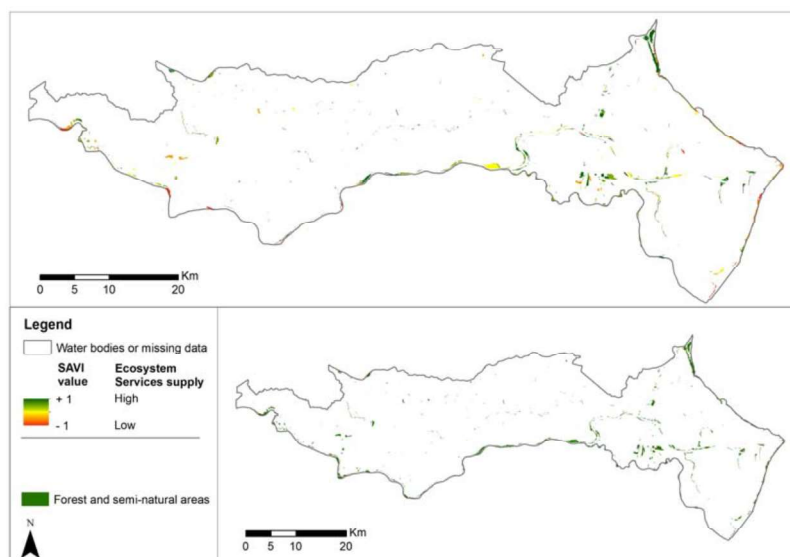 Km
0 5 10 20
Legend
Water bodies or missing data
SAVI value
Ecosystem Services supply
+ 1 High
- 1 Low
Forest and semi-natural areas
N
Km
0 5 10 20